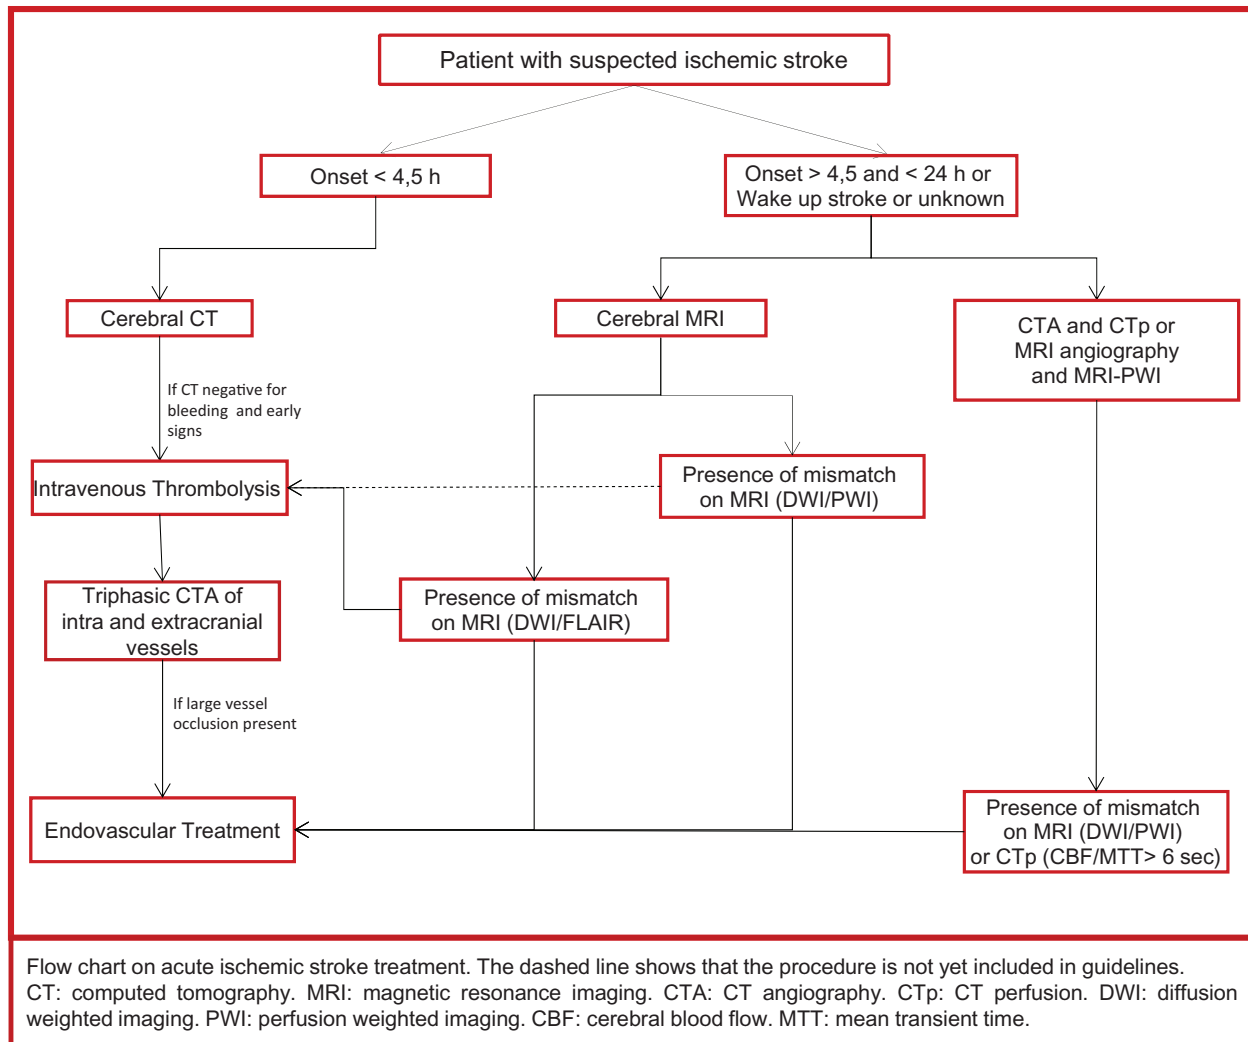 Patient with suspected ischemic stroke
Onset < 4,5 h
Onset > 4,5 and < 24 h or
Wake up stroke or unknown
Cerebral CT
Cerebral MRI
CTA and CTp or
MRI angiography
and MRI-PWI
If CT negative for
bleeding and early
signs
Intravenous Thrombolysis
Presence of mismatch
on MRI (DWI/PWI)
Triphasic CTA of
intra and extracranial
vessels
Presence of mismatch
on MRI (DWI/FLAIR)
If large vessel
occlusion present
Endovascular Treatment
Presence of mismatch
on MRI (DWI/PWI)
or CTp (CBF/MTT> 6 sec)
Flow chart on acute ischemic stroke treatment. The dashed line shows that the procedure is not yet included in guidelines.
CT: computed tomography. MRI: magnetic resonance imaging. CTA: CT angiography. CTp: CT perfusion. DWI: diffusion
weighted imaging. PWI: perfusion weighted imaging. CBF: cerebral blood flow. MTT: mean transient time.